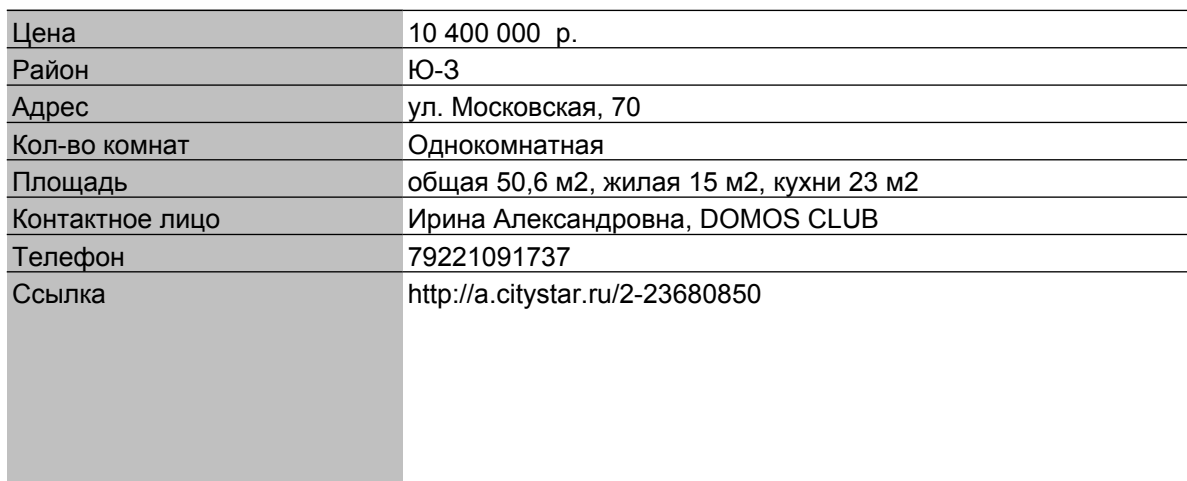 Цена 10 400 000 р.
Район Ю-З
Адрес ул. Московская, 70
Кол-во комнат Однокомнатная
Площадь общая 50,6 м2, жилая 15 м2, кухни 23 м2
Контактное лицо Ирина Александровна, DOMOS CLUB
Телефон 79221091737
Ссылка http://a.citystar.ru/2-23680850